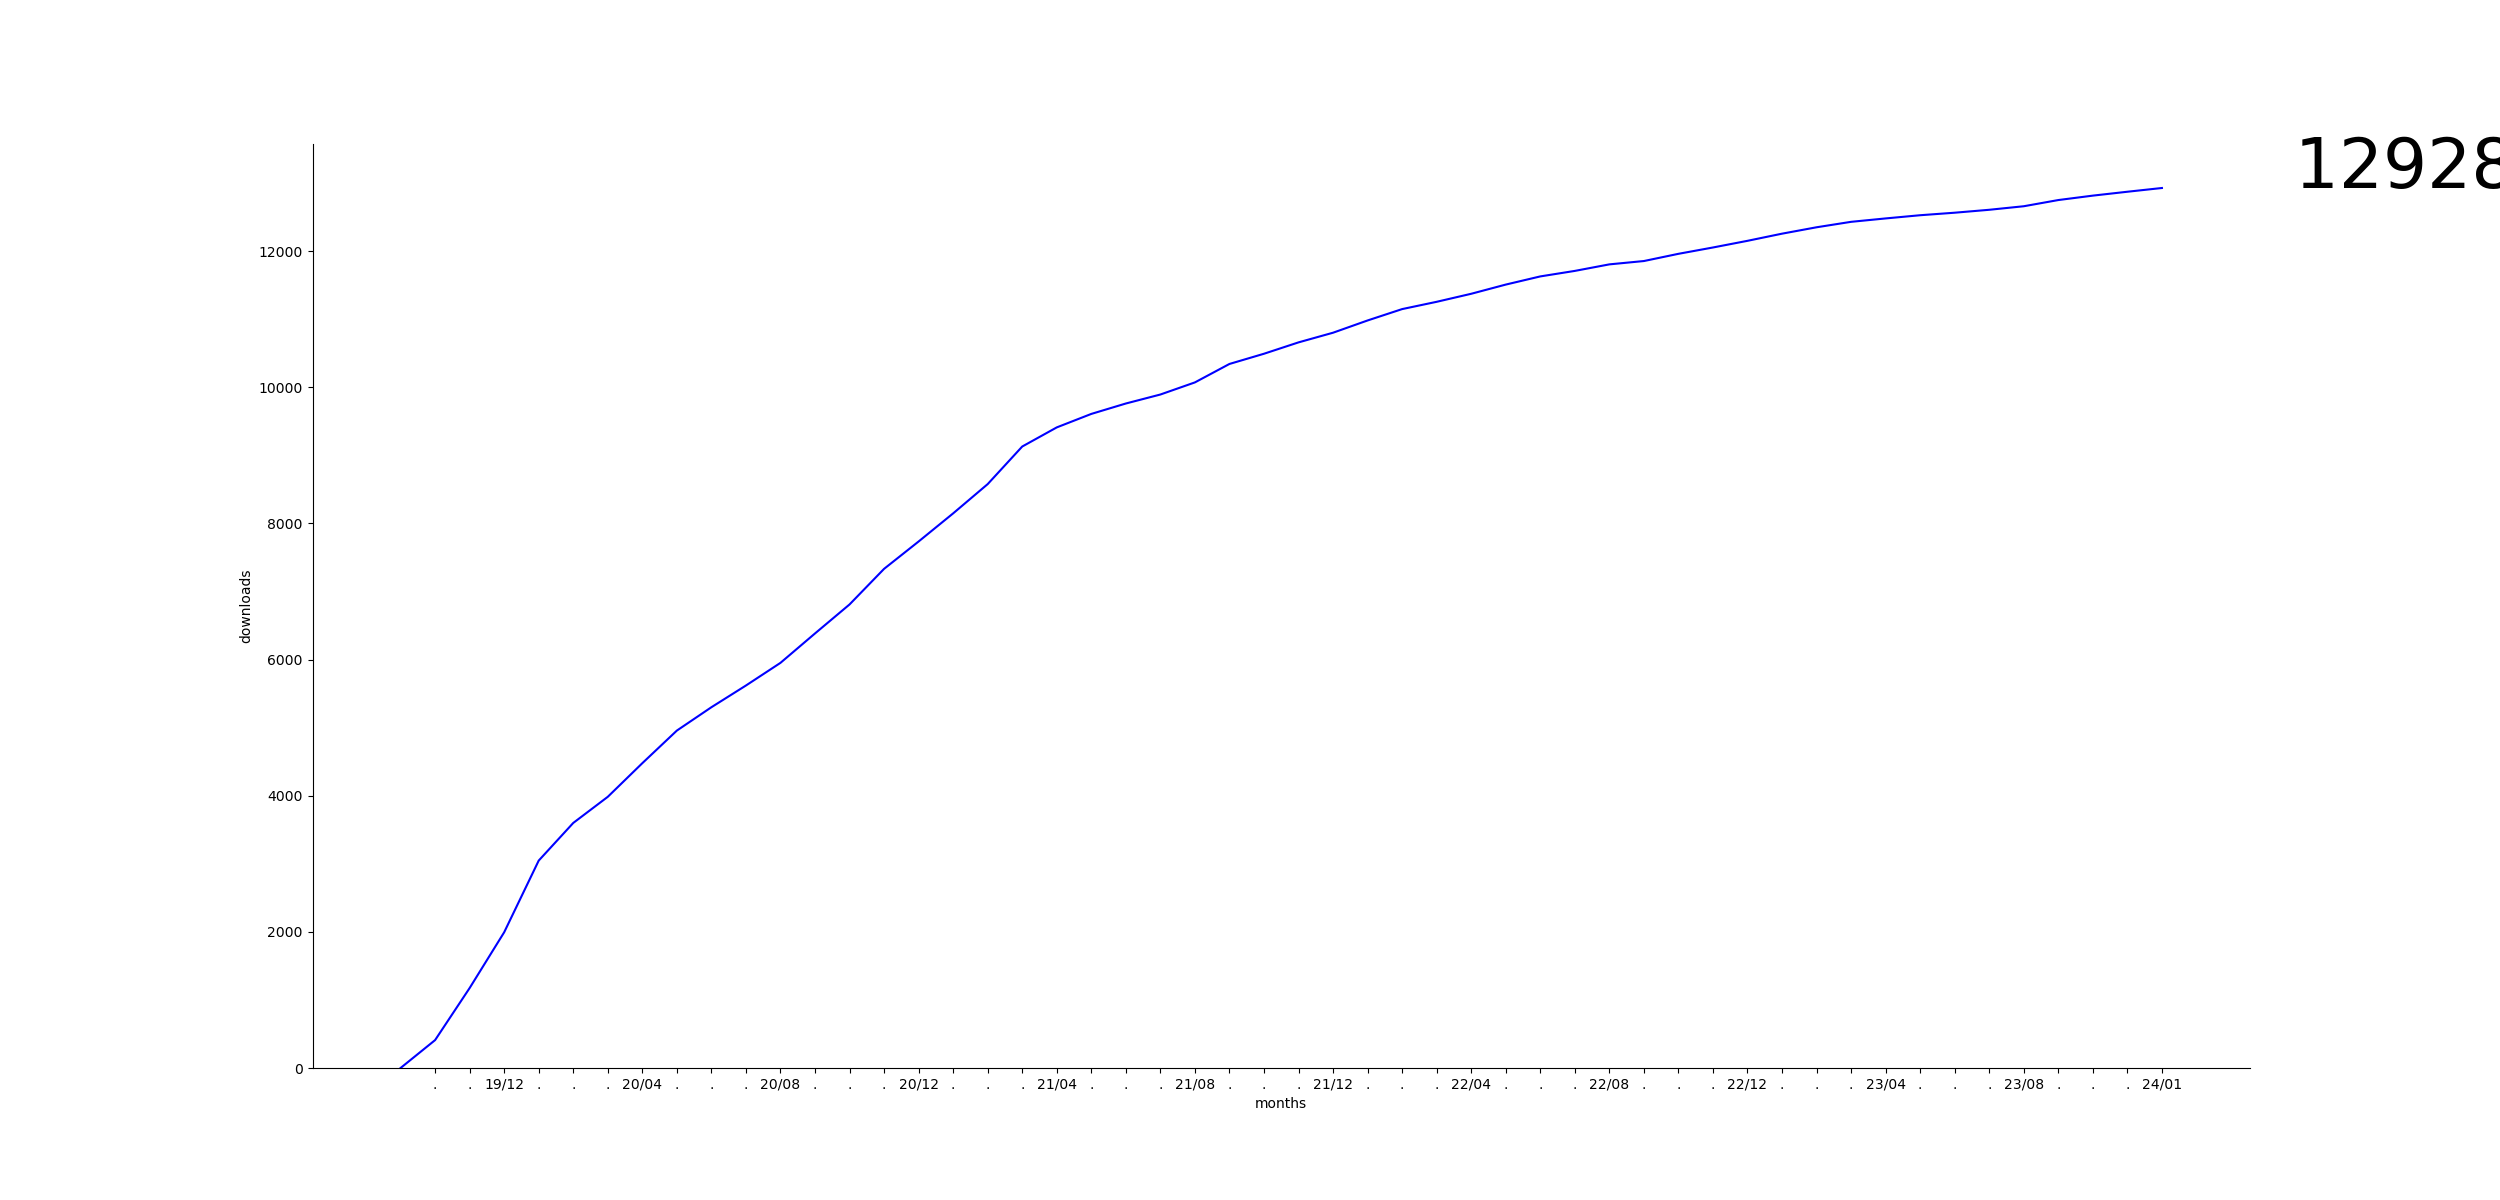 12928
12000
10000
8000
6000
4000
2000
0
downloads
. . 19/12 . . . 20/04 . . . 20/08 . . . 20/12 . . . 21/04 . . . 21/08 . . . 21/12 . . . 22/04 . . . 22/08 . . . 22/12 . . . 23/04 . . . 23/08 . . . 24/01
months